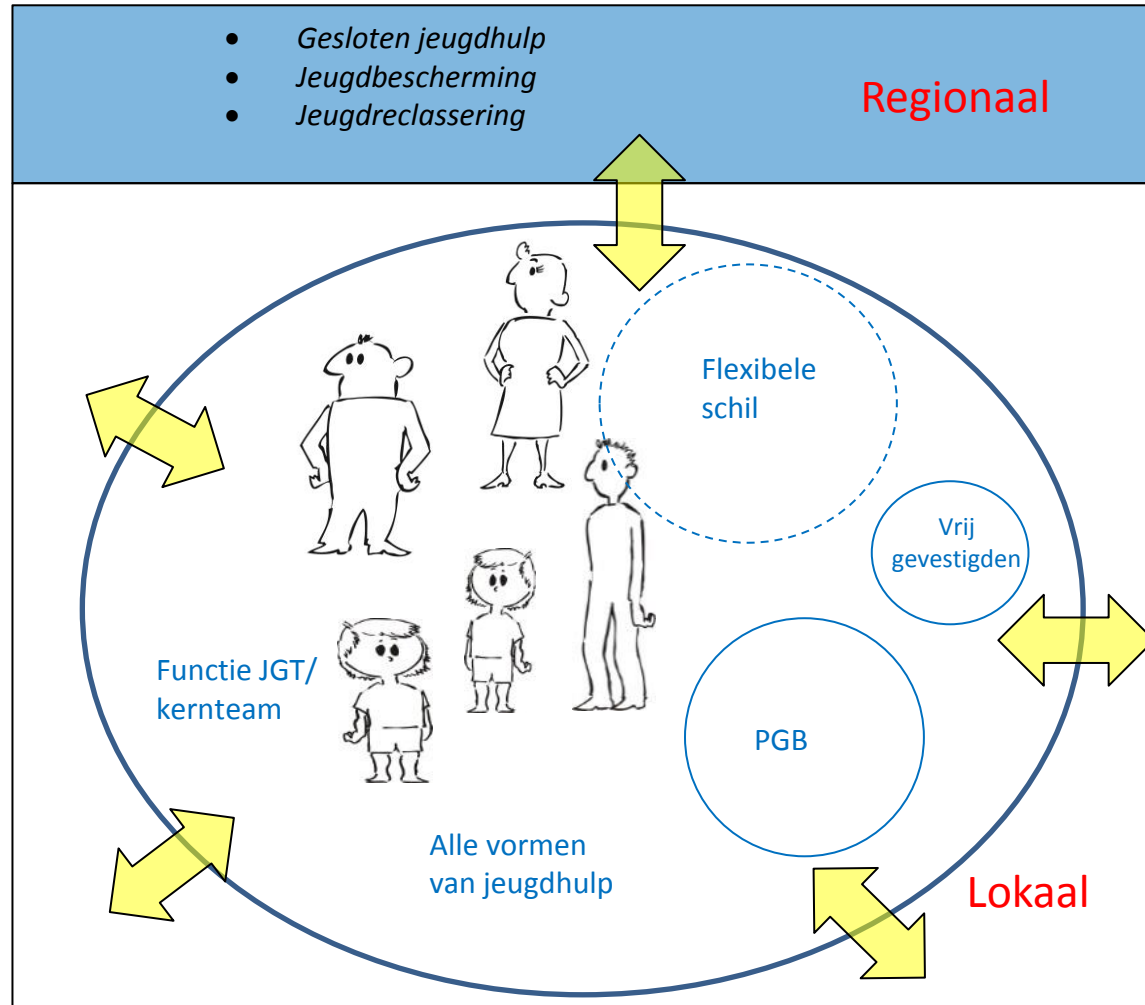 • Gesloten jeugdhulp
• Jeugdbescherming
• Jeugdreclassering
Regionaal
Flexibele
schil
Vrij
gevestigden
Functie JGT/
kernteam
PGB
Alle vormen
van jeugdhulp
Lokaal